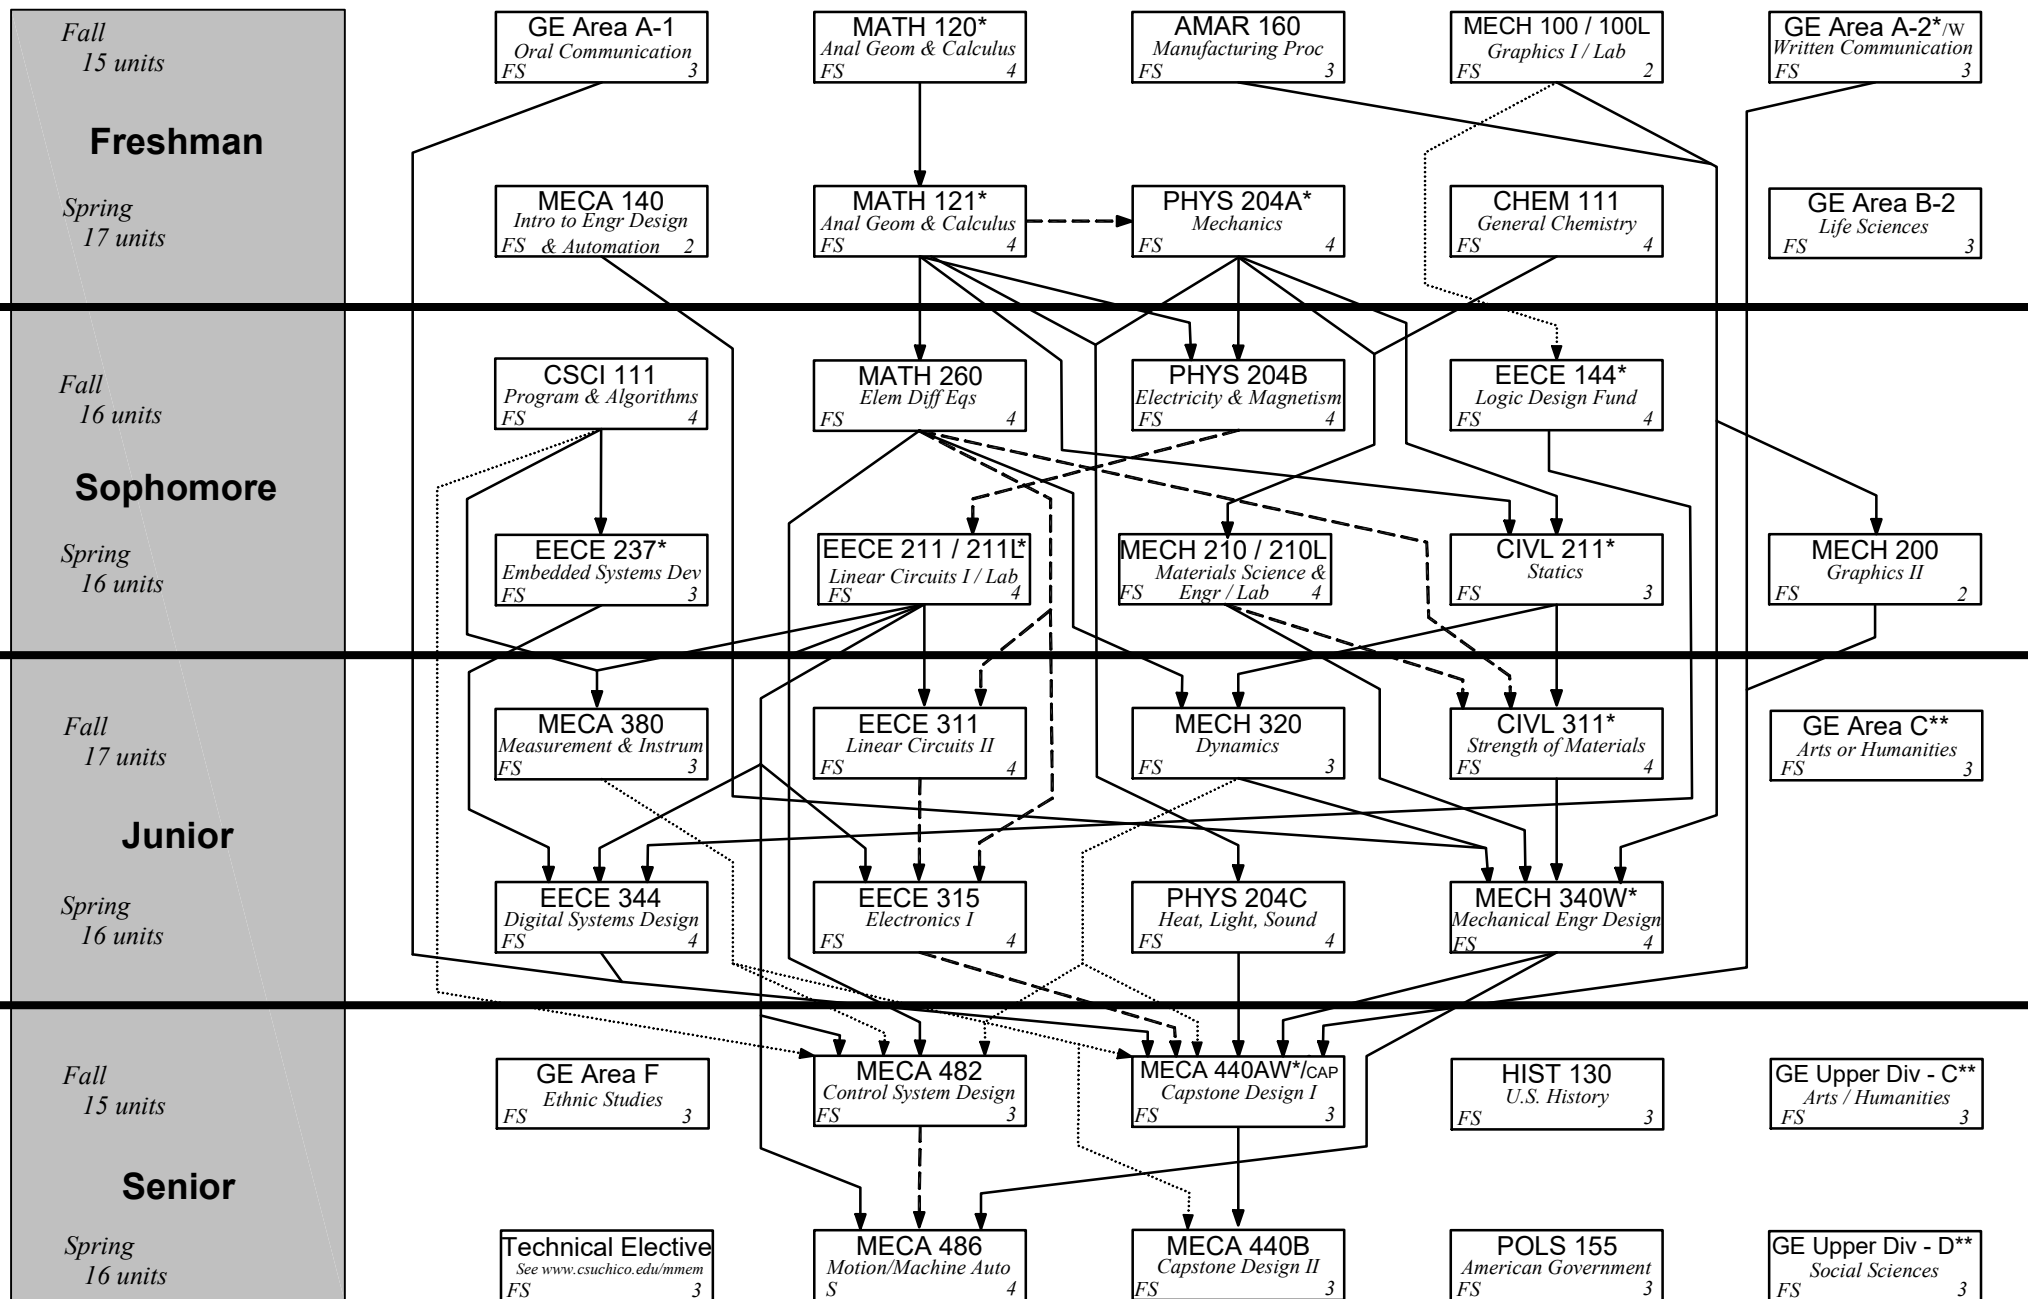 Fall
15 units
GE Area A-1
Oral Communication
FS 3
MATH 120*
Anal Geom & Calculus
FS 4
AMAR 160
Manufacturing Proc
FS 3
MECH 100 / 100L
Graphics I / Lab
FS 2
GE Area A-2*/W
Written Communication
FS 3
Freshman
Spring
17 units
MECA 140
Intro to Engr Design
FS & Automation 2
MATH 121*
Anal Geom & Calculus
FS 4
PHYS 204A*
Mechanics
FS 4
CHEM 111
General Chemistry
FS 4
GE Area B-2
Life Sciences
FS 3
Fall
16 units
CSCI 111
Program & Algorithms
FS 4
MATH 260
Elem Diff Eqs
FS 4
PHYS 204B
Electricity & Magnetism
FS 4
EECE 144*
Logic Design Fund
FS 4
Sophomore
Spring
16 units
EECE 237*
Embedded Systems Dev
FS 3
EECE 211 / 211L*
Linear Circuits I / Lab
FS 4
MECH 210 / 210L
Materials Science &
FS Engr / Lab 4
CIVL 211*
Statics
FS 3
MECH 200
Graphics II
FS 2
Fall
17 units
MECA 380
Measurement & Instrum
FS 3
EECE 311
Linear Circuits II
FS 4
MECH 320
Dynamics
FS 3
CIVL 311*
Strength of Materials
FS 4
GE Area C**
Arts or Humanities
FS 3
Junior
Spring
16 units
EECE 344
Digital Systems Design
FS 4
EECE 315
Electronics I
FS 4
PHYS 204C
Heat, Light, Sound
FS 4
MECH 340W*
Mechanical Engr Design
FS 4
Fall
15 units
GE Area F
Ethnic Studies
FS 3
MECA 482
Control System Design
FS 3
MECA 440AW*/CAP
Capstone Design I
FS 3
HIST 130
U.S. History
FS 3
GE Upper Div - C**
Arts / Humanities
FS 3
Senior
Spring
16 units
Technical Elective
See www.csuchico.edu/mmem
FS 3
MECA 486
Motion/Machine Auto
S 4
MECA 440B
Capstone Design II
FS 3
POLS 155
American Government
FS 3
GE Upper Div - D**
Social Sciences
FS 3